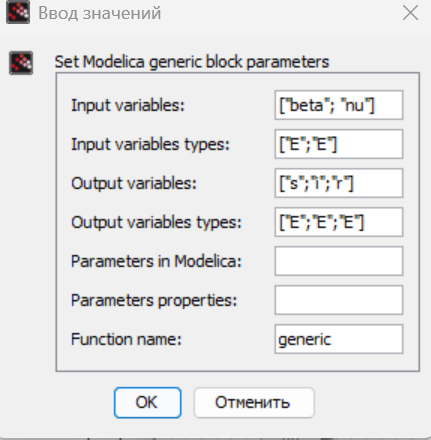 Ввод значений
Set Modelica generic block parameters
Input variables: ["beta"; "nu"]
Input variables types: ["E";"E"]
Output variables: ["s";"i";"r"]
Output variables types: ["E";"E";"E"]
Parameters in Modelica:
Parameters properties:
Function name: generic
OK Отменить